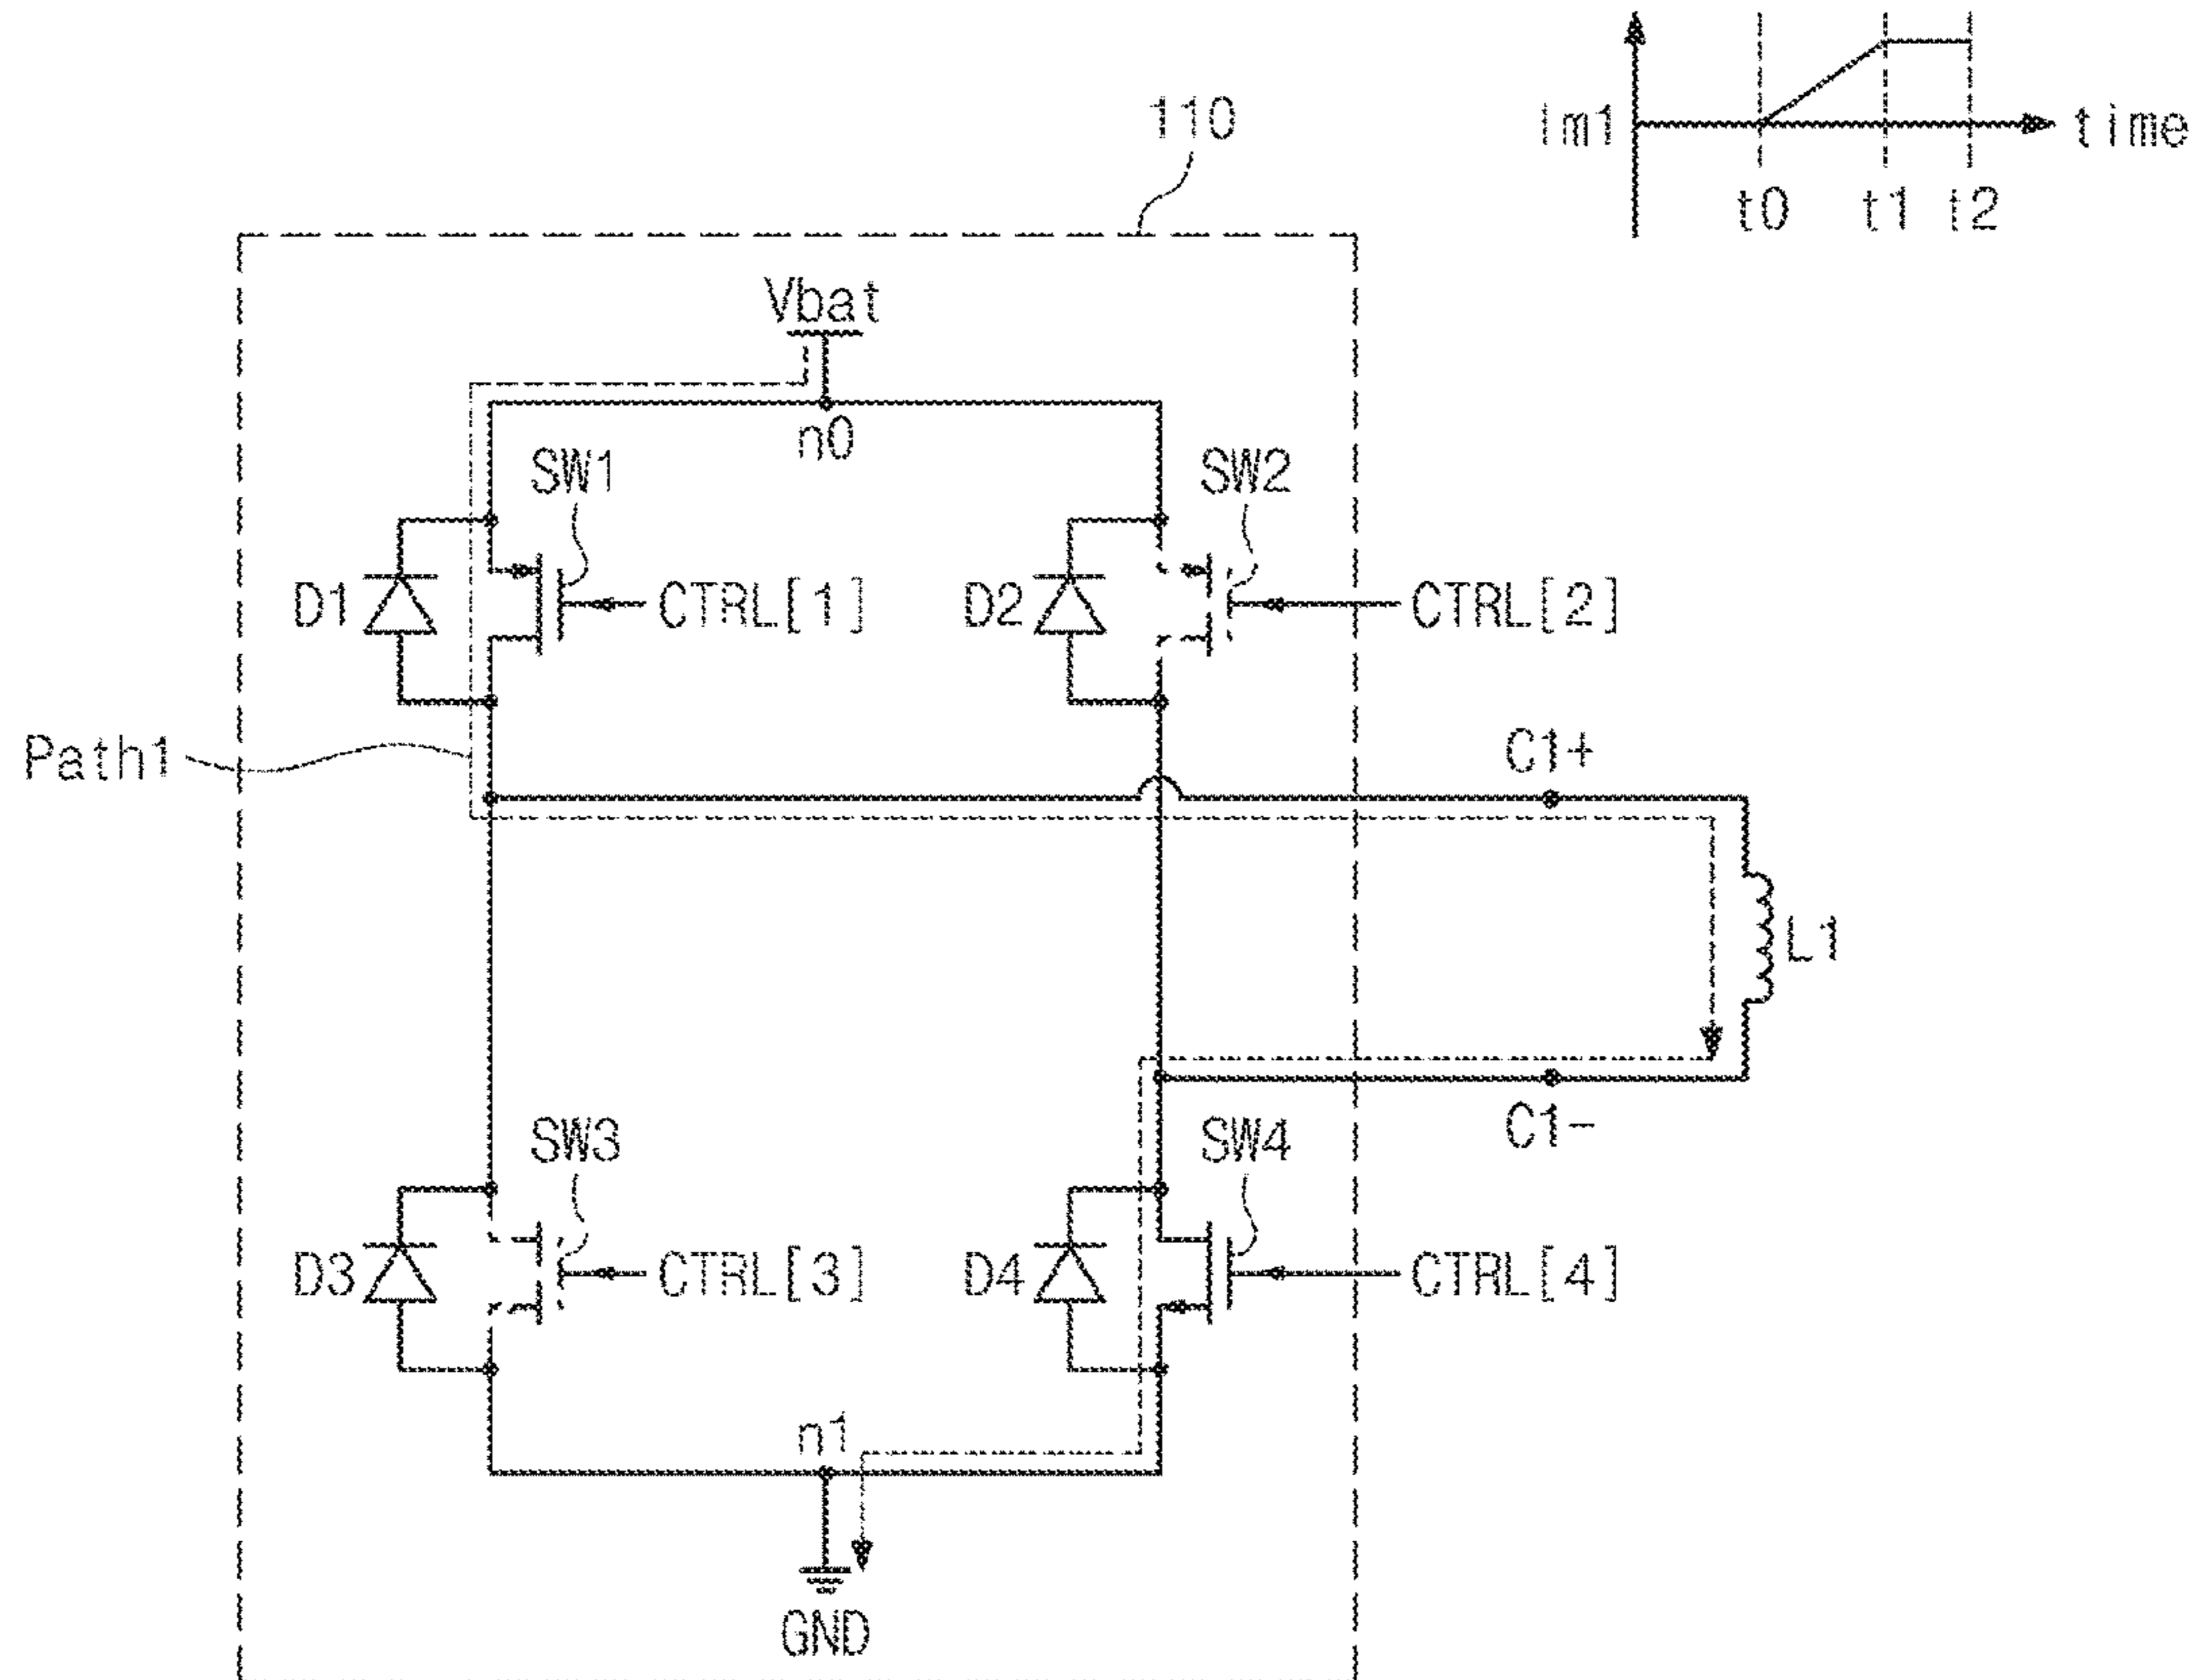 110
Im1
time
t0
t1
t2
Vbat
n0
SW1
SW2
D1
CTRL[1]
D2
CTRL[2]
Path1
C1+
L1
C1-
SW3
SW4
D3
CTRL[3]
D4
CTRL[4]
n1
GND